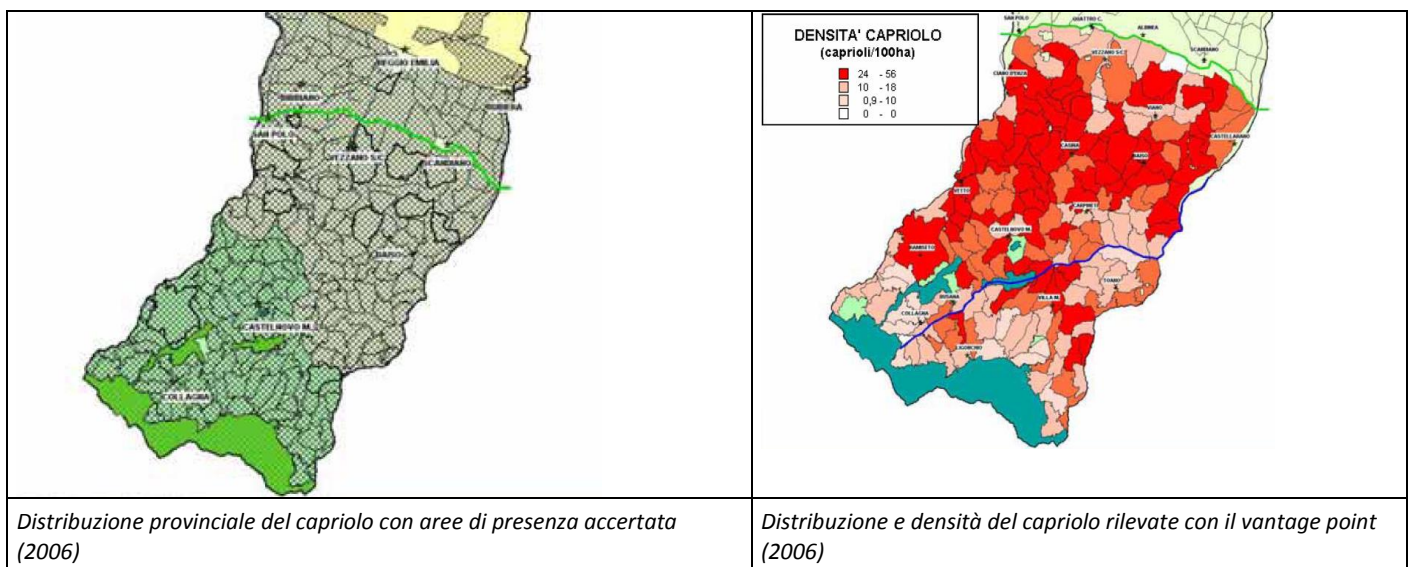 REGGIO EMILIA
BIBBIANO
RUBIERA
SAN POLO
VEZZANO S.C.
SCANDIANO
BAISO
CASTELNOVO M.
COLLAGNA
Distribuzione provinciale del capriolo con aree di presenza accertata
(2006)
DENSITA' CAPRIOLO
(caprioli/100ha)
24 - 56
10 - 18
0,9 - 10
0 - 0
SAN POLO
QUATTRO C.
ALBINEA
SCANDIANO
VEZZANO S.C.
CIANO D'ENZA
VIANO
CASTELLARANO
CASINA
BAISO
VETTO
CARPINETI
CASTELNOVO M.
RAMISETO
TOANO
BUSANA
VILLA M.
COLLAGNA
LIGONCHIO
Distribuzione e densità del capriolo rilevate con il vantage point
(2006)